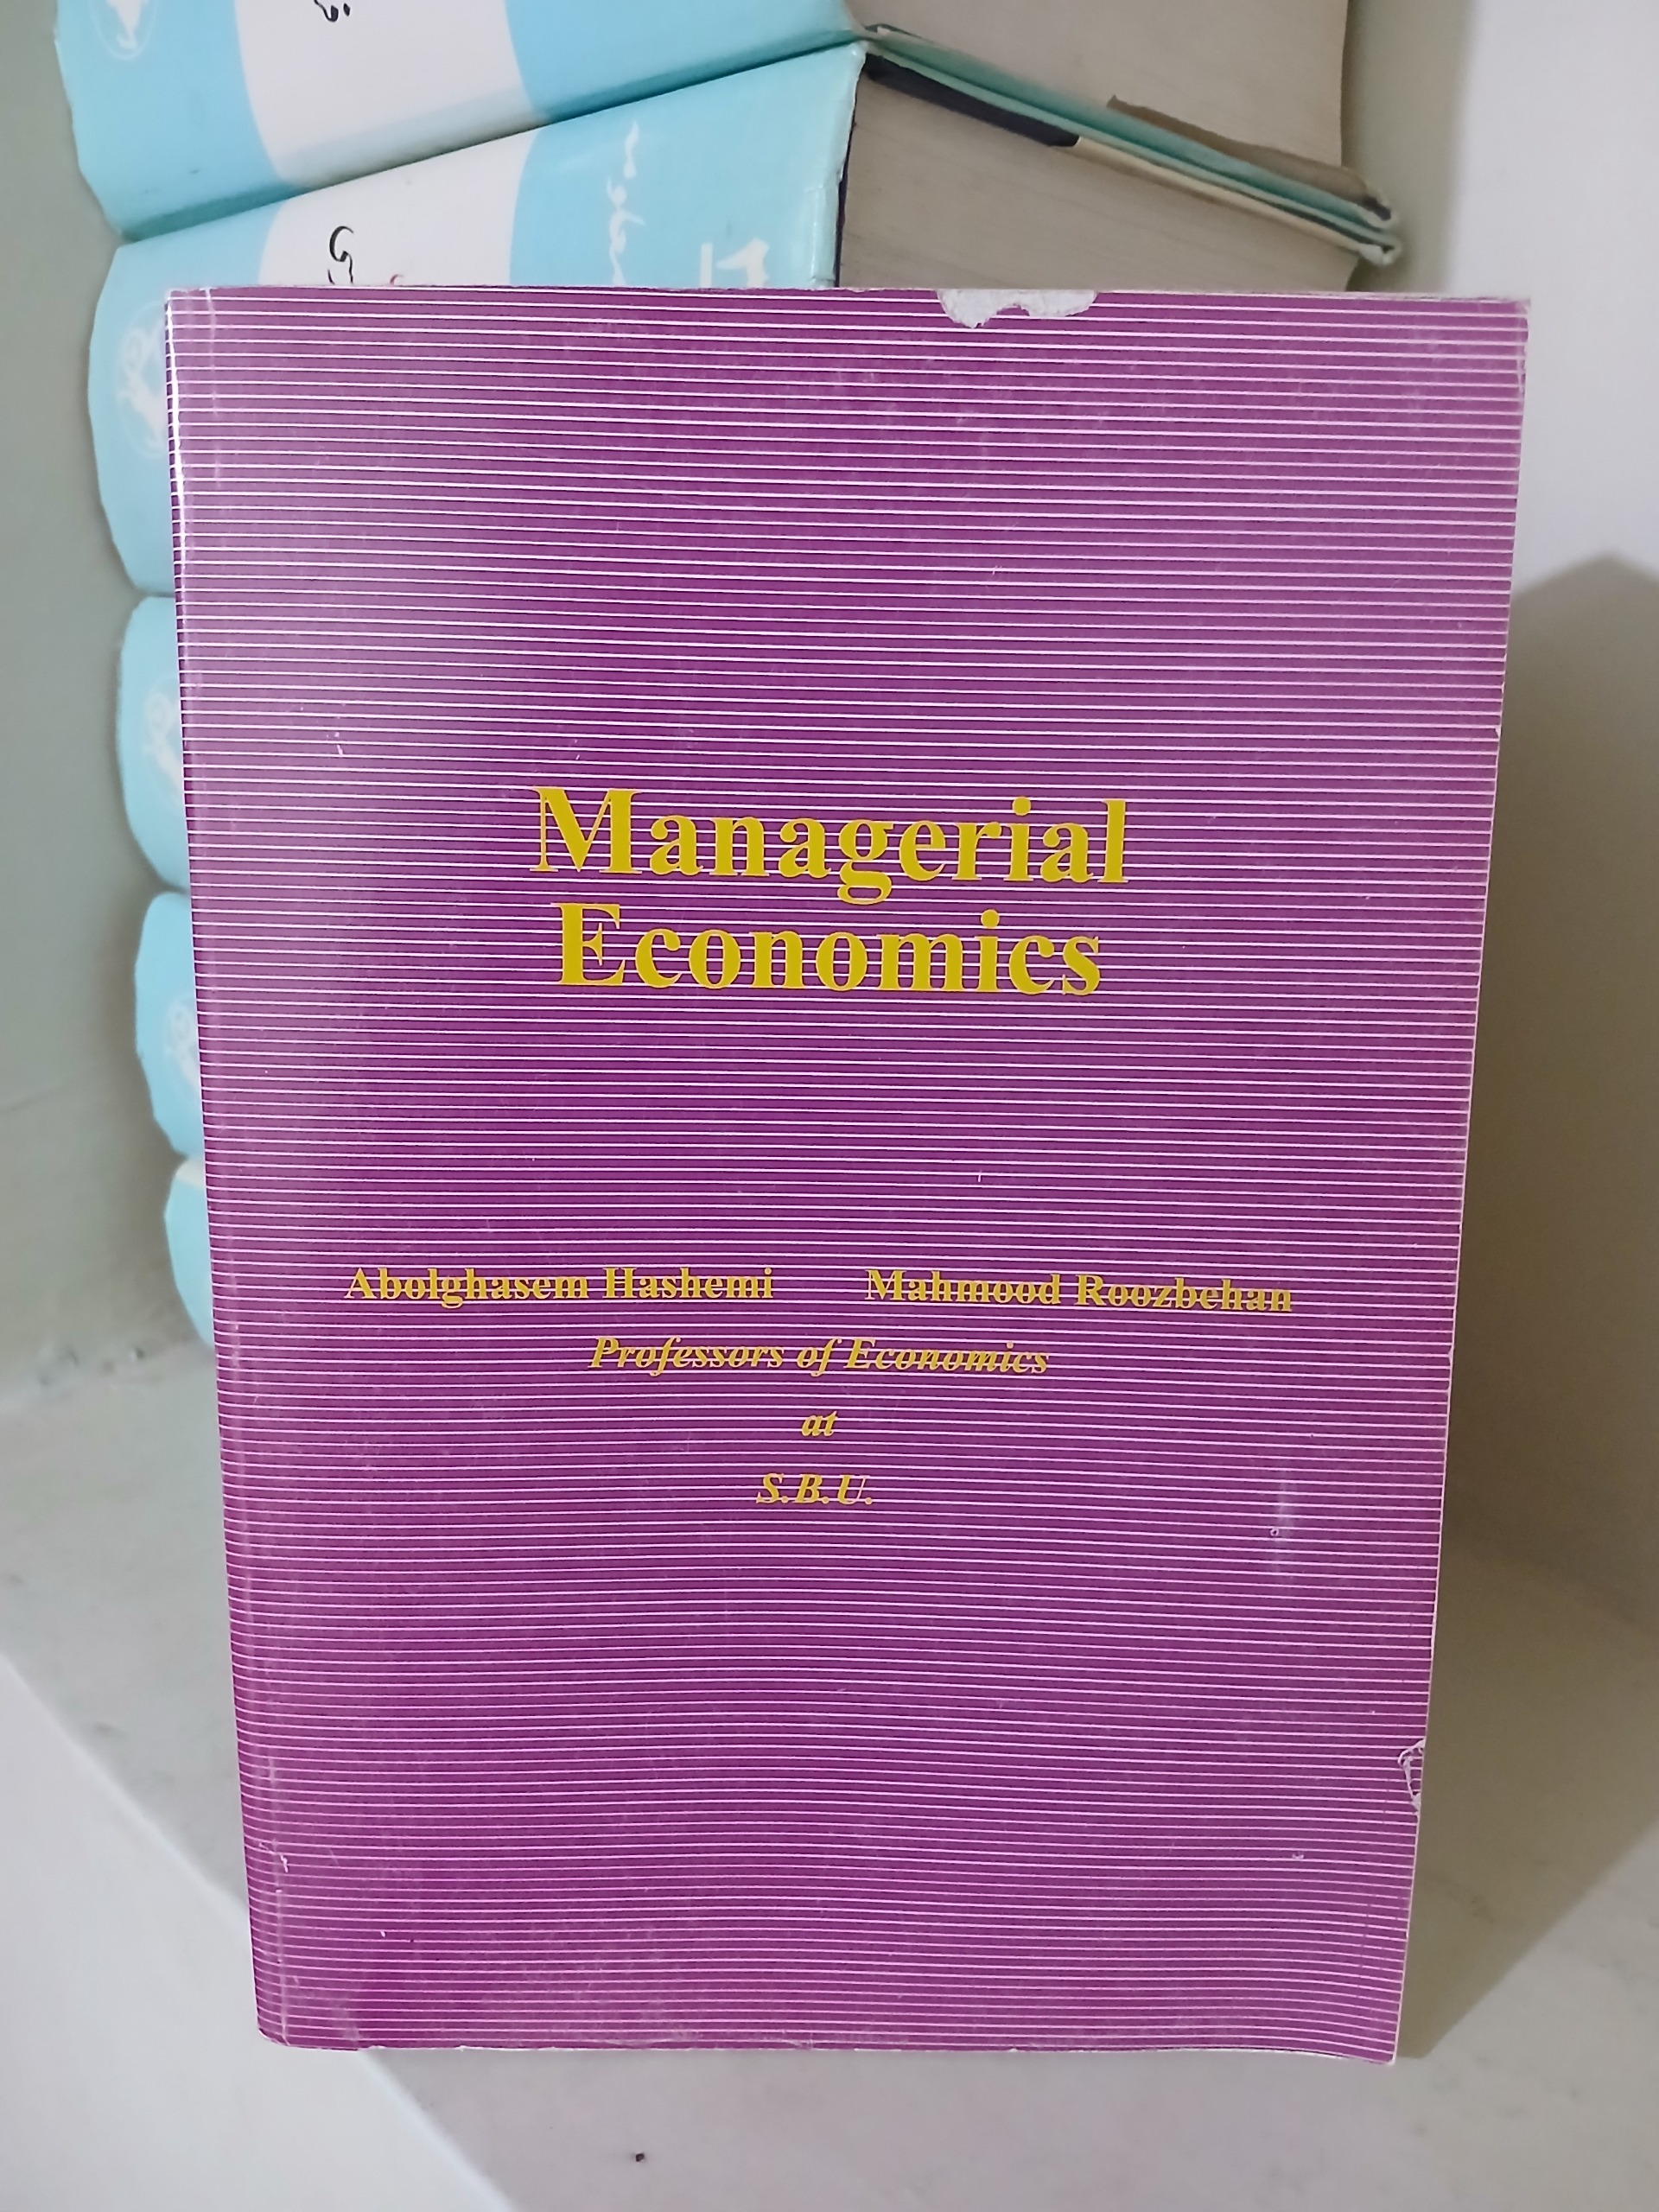 Managerial
Economics
Abolghasem Hashemi Mahmood Roozbehan
Professors of Economics
at
S.B.U.